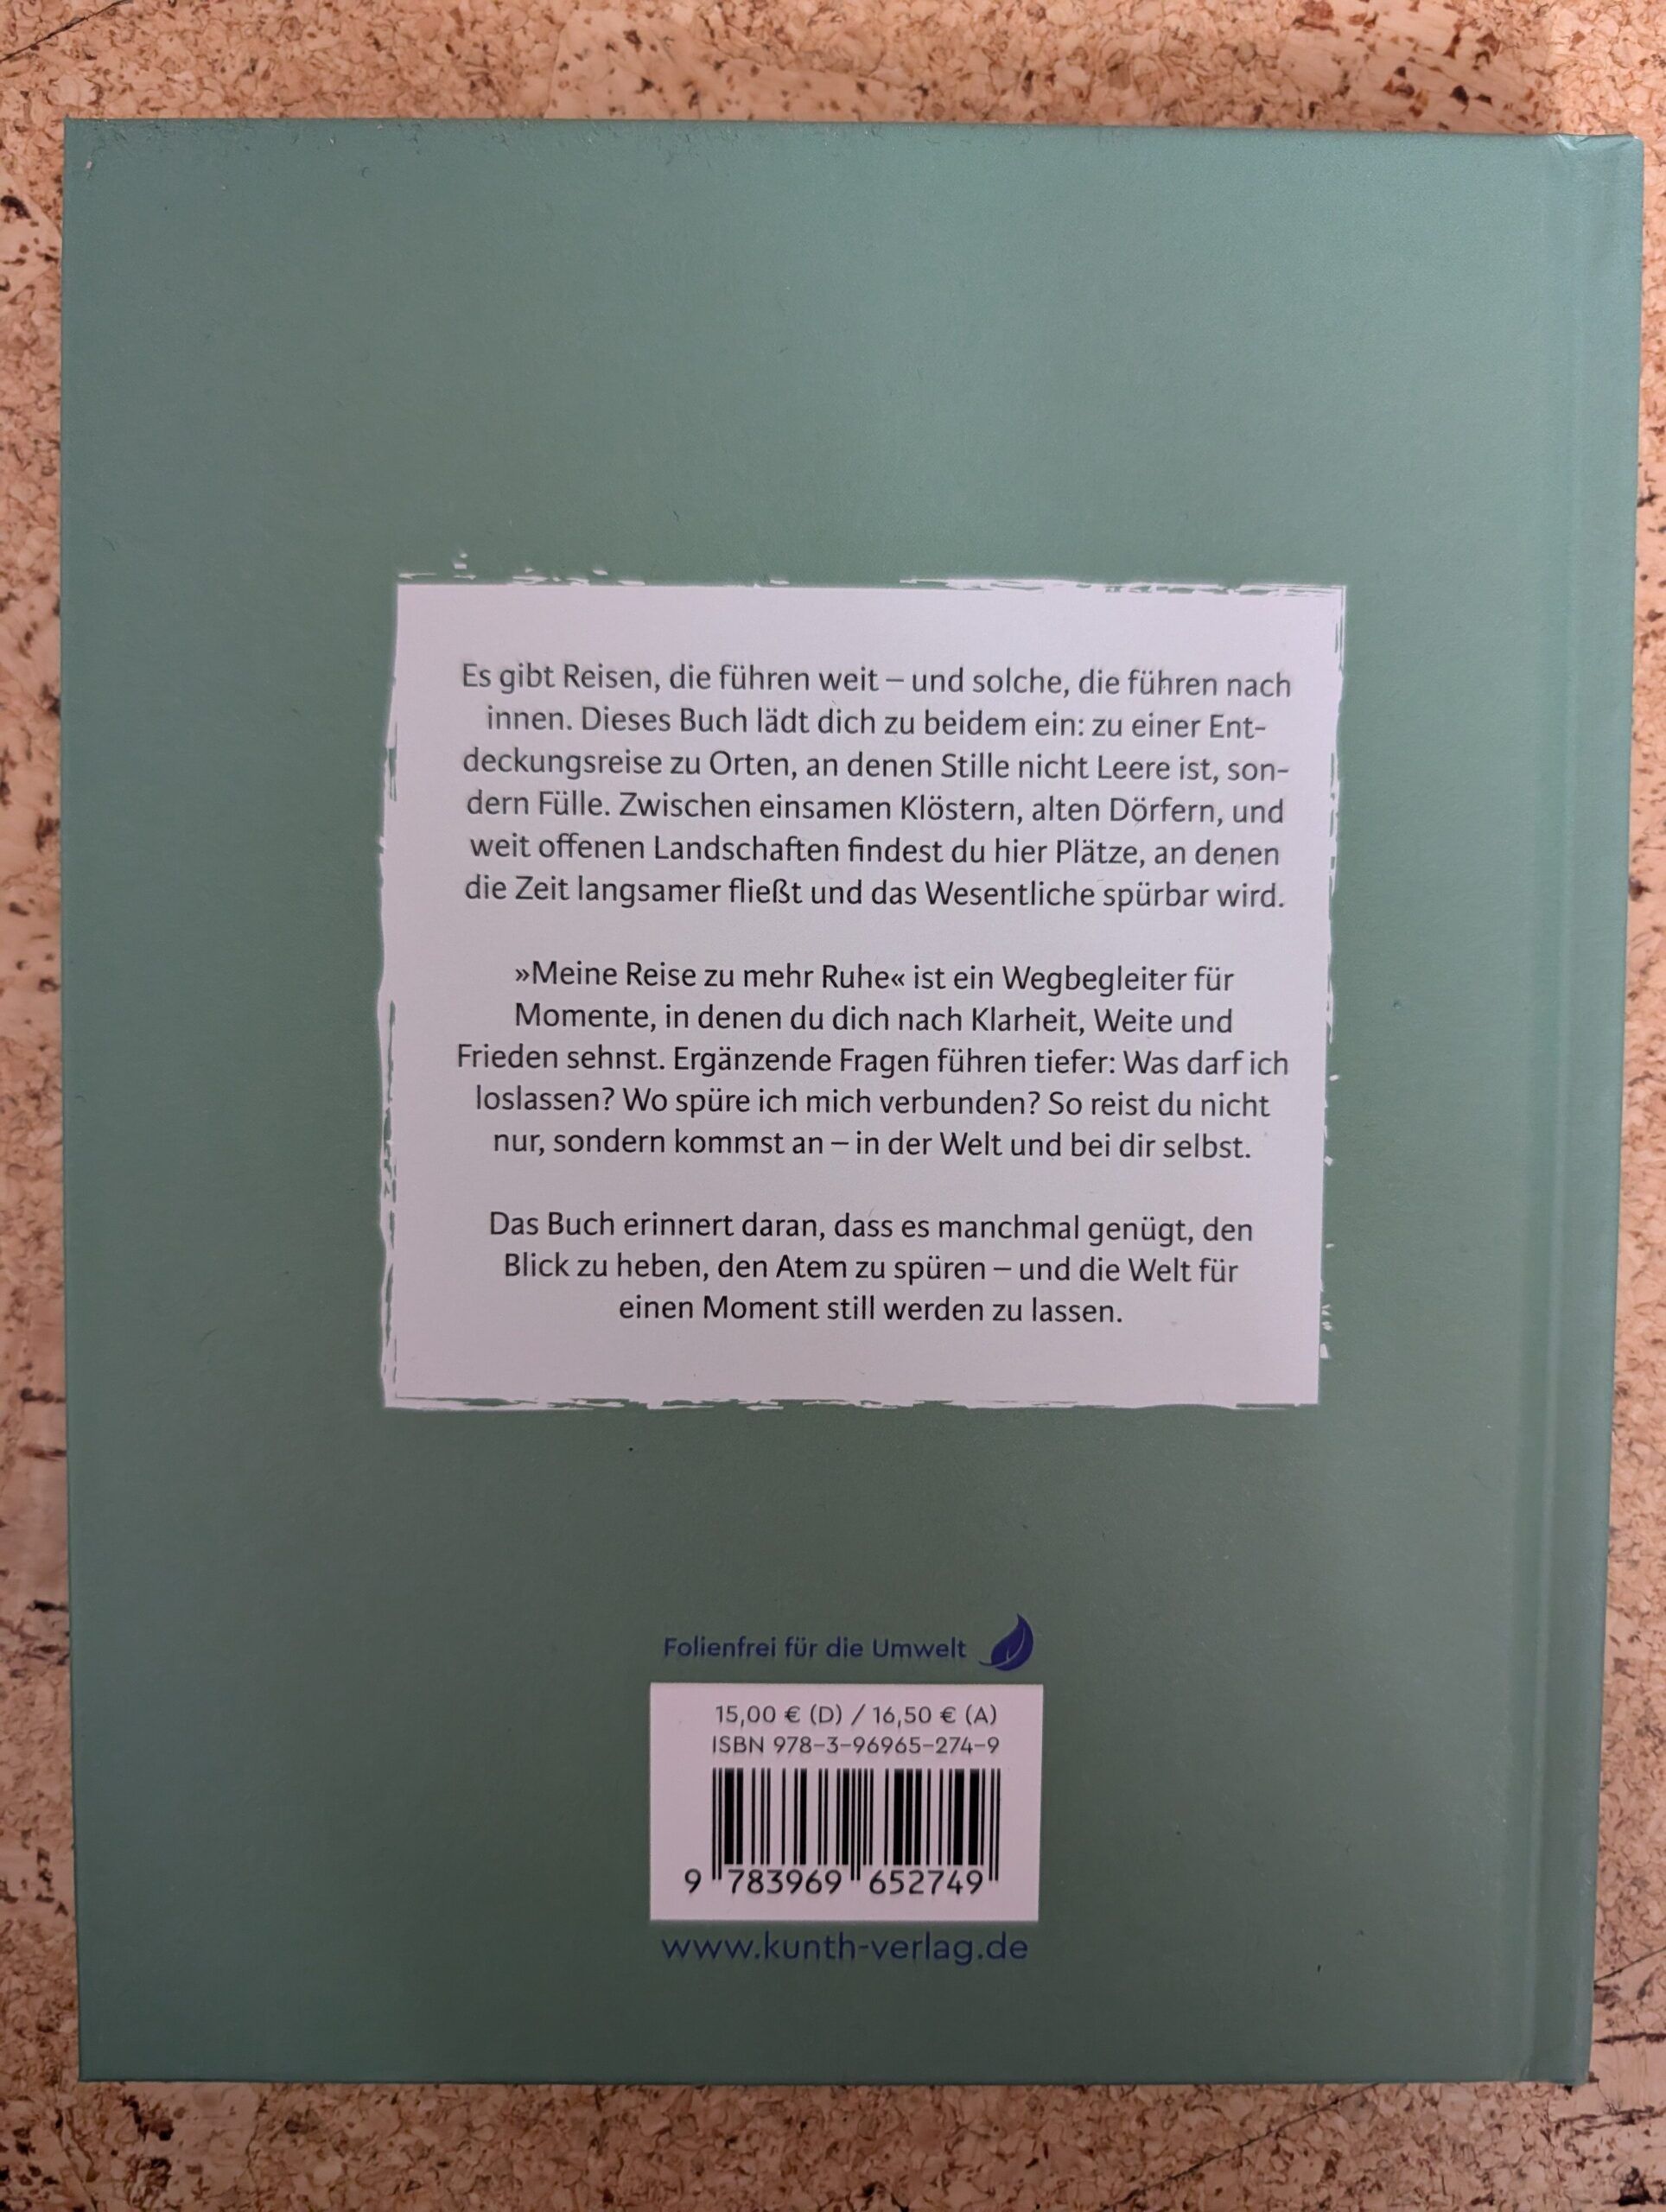 Es gibt Reisen, die führen weit – und solche, die führen nach
innen. Dieses Buch lädt dich zu beidem ein: zu einer Ent-
deckungsreise zu Orten, an denen Stille nicht Leere ist, son-
dern Fülle. Zwischen einsamen Klöstern, alten Dörfern, und
weit offenen Landschaften findest du hier Plätze, an denen
die Zeit langsamer fließt und das Wesentliche spürbar wird.
»Meine Reise zu mehr Ruhe« ist ein Wegbegleiter für
Momente, in denen du dich nach Klarheit, Weite und
Frieden sehnst. Ergänzende Fragen führen tiefer: Was darf ich
loslassen? Wo spüre ich mich verbunden? So reist du nicht
nur, sondern kommst an – in der Welt und bei dir selbst.
Das Buch erinnert daran, dass es manchmal genügt, den
Blick zu heben, den Atem zu spüren – und die Welt für
einen Moment still werden zu lassen.
Folienfrei für die Umwelt
15,00 € (D) / 16,50 € (A)
ISBN 978-3-96965-274-9
9 783969 652749
www.kunth-verlag.de